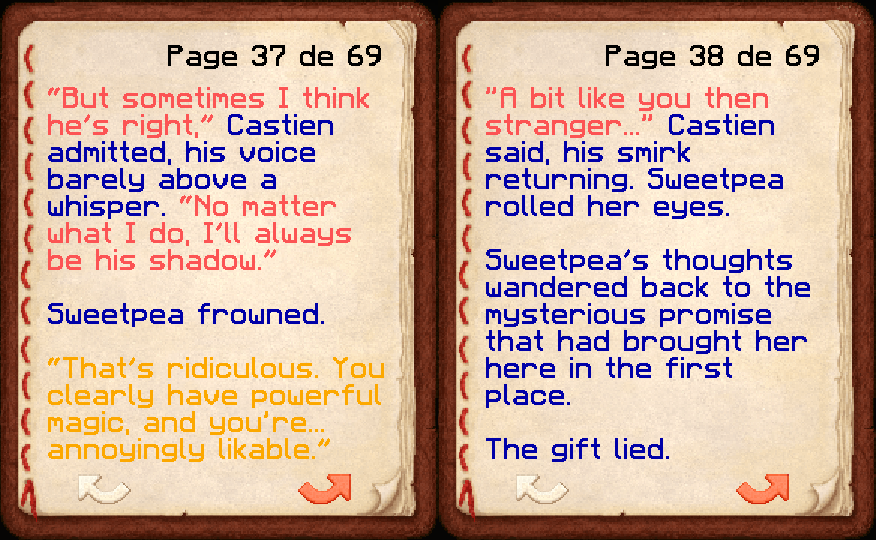 Page 37 de 69
"But sometimes I think
he's right," Castien
admitted, his voice
barely above a
whisper. "No matter
what I do, I'll always
be his shadow."
Sweetpea frowned.
"That's ridiculous. You
clearly have powerful
magic, and you're...
annoyingly likable."
Page 38 de 69
"A bit like you then
stranger..." Castien
said, his smirk
returning. Sweetpea
rolled her eyes.
Sweetpea's thoughts
wandered back to the
mysterious promise
that had brought her
here in the first
place.
The gift lied.